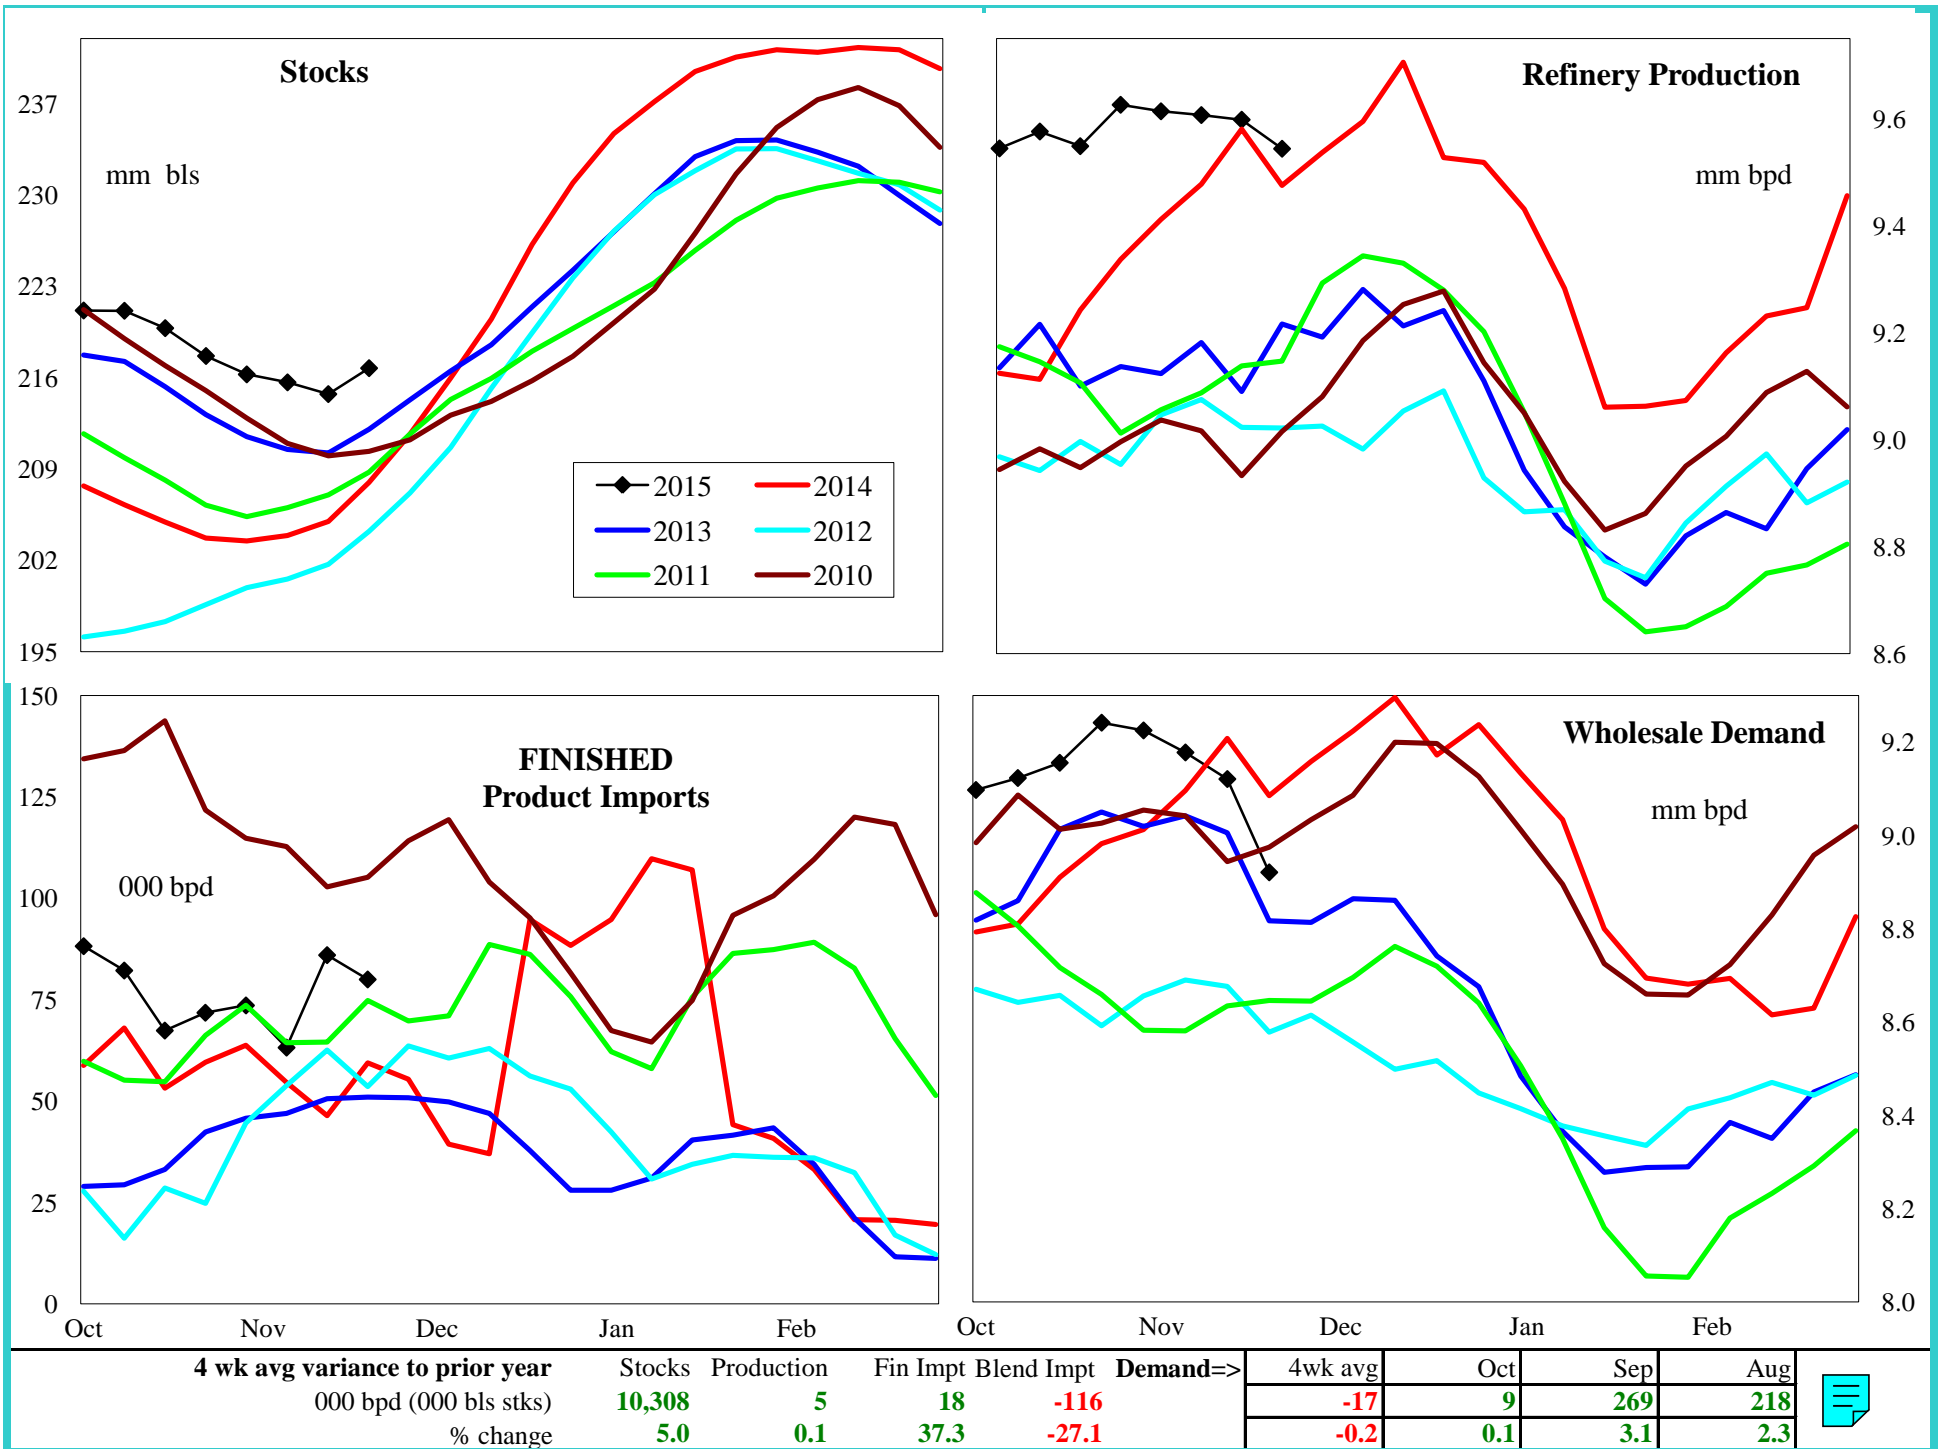 Stocks
mm bls
237
230
223
216
209
202
195
2015
2014
2013
2012
2011
2010
Refinery Production
mm bpd
9.6
9.4
9.2
9.0
8.8
8.6
FINISHED
Product Imports
000 bpd
150
125
100
75
50
25
0
Oct Nov Dec Jan Feb
Wholesale Demand
mm bpd
9.2
9.0
8.8
8.6
8.4
8.2
8.0
Oct Nov Dec Jan Feb
4 wk avg variance to prior year Stocks Production Fin Impt Blend Impt Demand=> 4wk avg Oct Sep Aug
000 bpd (000 bls stks) 10,308 5 18 -116 -17 9 269 218
% change 5.0 0.1 37.3 -27.1 -0.2 0.1 3.1 2.3